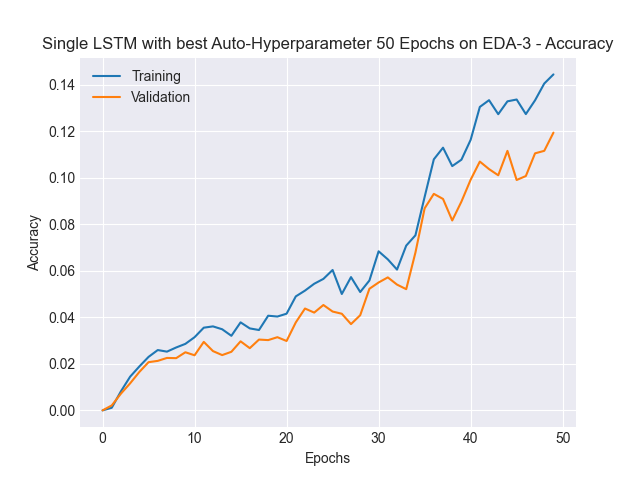 Single LSTM with best Auto-Hyperparameter 50 Epochs on EDA-3 - Accuracy
Training
Validation
0.14
0.12
0.10
0.08
0.06
0.04
0.02
0.00
Accuracy
0 10 20 30 40 50
Epochs